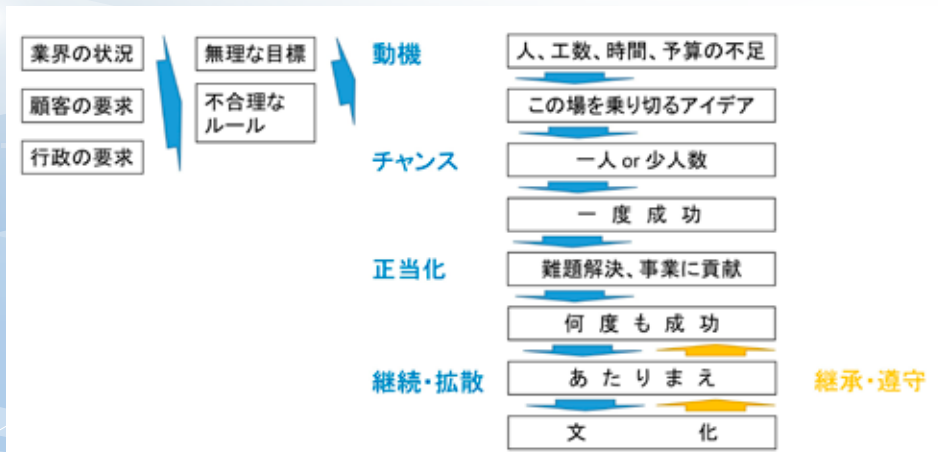 業界の状況
顧客の要求
行政の要求
無理な目標
不合理な
ルール
動機
人、工数、時間、予算の不足
この場を乗り切るアイデア
チャンス
一人 or 少人数
一度成功
正当化
難題解決、事業に貢献
何度も成功
継続・拡散
あたりまえ
継承・遵守
文化